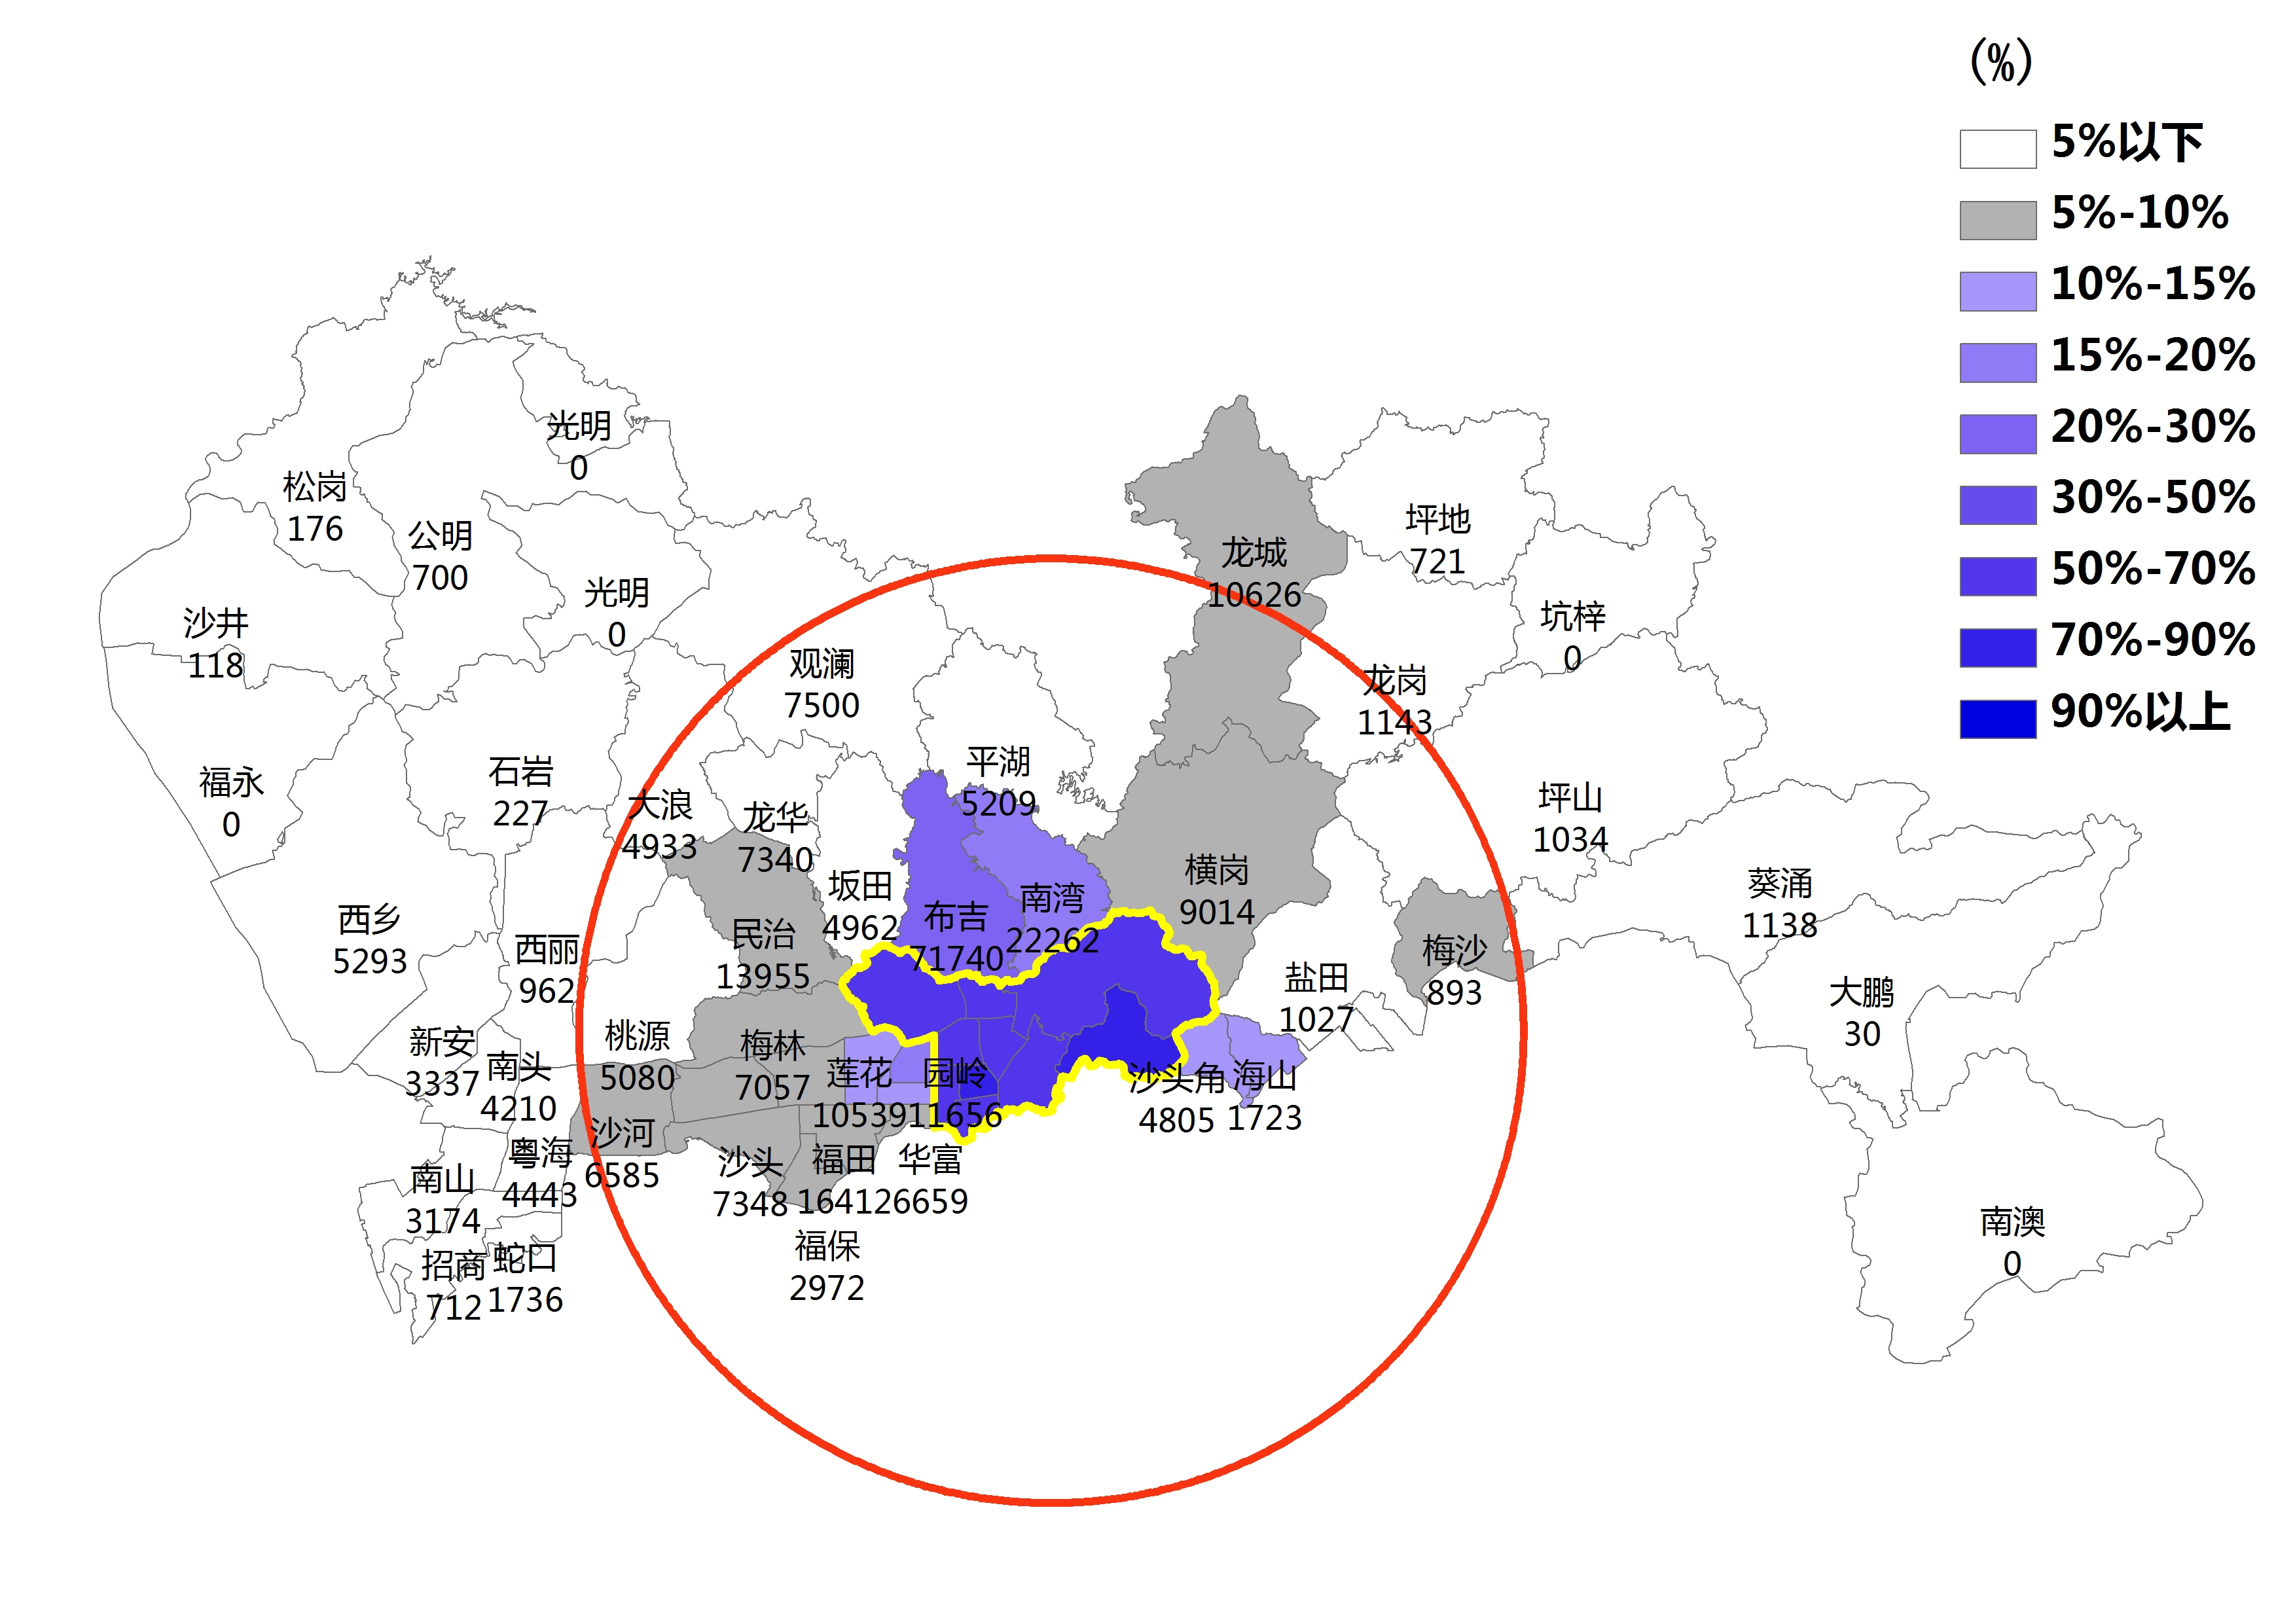 (%)
5%以下
5%-10%
10%-15%
15%-20%
20%-30%
30%-50%
50%-70%
70%-90%
90%以上
光明
0
松岗
176
公明
700
光明
0
沙井
118
福永
0
石岩
227
西乡
5293
西丽
962
新安
3337
南头
4210
粤海
4443
南山
3174
招商
712
蛇口
1736
观澜
7500
大浪
4933
龙华
7340
坂田
4962
民治
13955
平湖
5209
布吉
71740
南湾
22262
龙城
10626
横岗
9014
龙岗
1143
坪地
721
坑梓
0
坪山
1034
葵涌
1138
大鹏
30
南澳
0
梅沙
893
盐田
1027
沙头角
4805
海山
1723
桃源
5080
沙河
6585
梅林
7057
莲花
10539
园岭
11656
沙头
7348
福田
16412
华富
6659
福保
2972